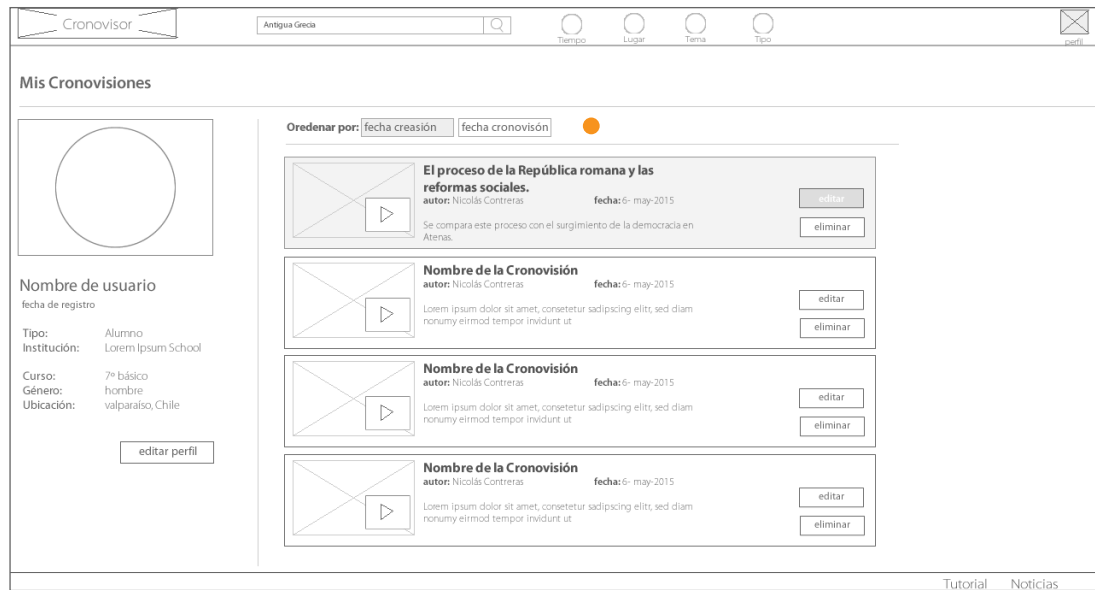 Cronovisor
Antigua Grecia
Tiempo
Lugar
Tema
Tipo
perfil
Mis Cronovisiones
Nombre de usuario
fecha de registro
Tipo: Alumno
Institución: Lorem Ipsum School
Curso: 7º básico
Género: hombre
Ubicación: valparaíso, Chile
editar perfil
Oredenar por: fecha creasión fecha cronovisón
El proceso de la República romana y las
reformas sociales.
autor: Nicolás Contreras fecha: 6- may-2015
Se compara este proceso con el surgimiento de la democracia en
Atenas.
editar
eliminar
Nombre de la Cronovisión
autor: Nicolás Contreras fecha: 6- may-2015
Lorem ipsum dolor sit amet, consetetur sadipscing elitr, sed diam
nonumy eirmod tempor invidunt ut
editar
eliminar
Nombre de la Cronovisión
autor: Nicolás Contreras fecha: 6- may-2015
Lorem ipsum dolor sit amet, consetetur sadipscing elitr, sed diam
nonumy eirmod tempor invidunt ut
editar
eliminar
Nombre de la Cronovisión
autor: Nicolás Contreras fecha: 6- may-2015
Lorem ipsum dolor sit amet, consetetur sadipscing elitr, sed diam
nonumy eirmod tempor invidunt ut
editar
eliminar
Tutorial Noticias